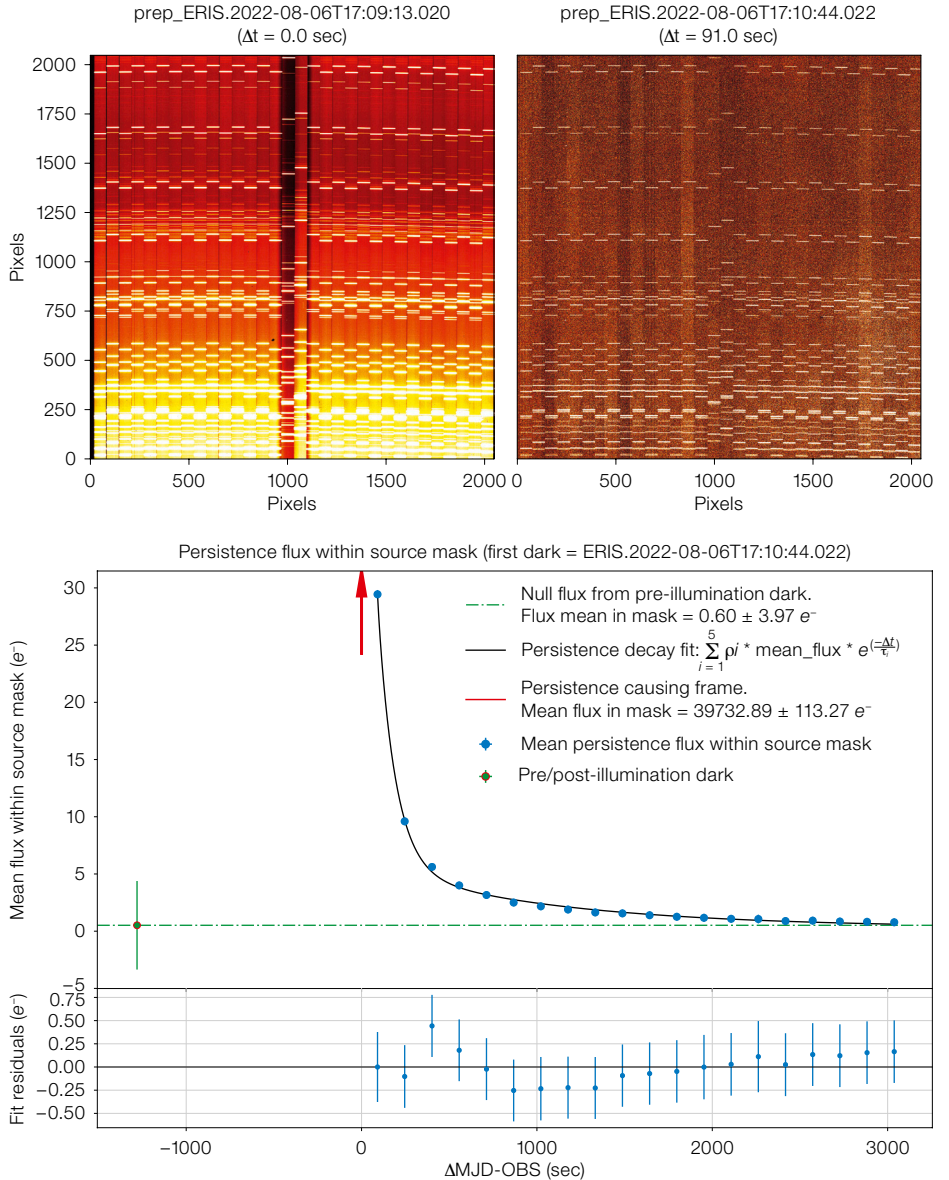 prep_ERIS.2022-08-06T17:09:13.020
(Δt = 0.0 sec)
prep_ERIS.2022-08-06T17:10:44.022
(Δt = 91.0 sec)
Pixels
2000
1750
1500
1250
1000
750
500
250
0
0 500 1000 1500 2000
Pixels
0 500 1000 1500 2000
Pixels
Persistence flux within source mask (first dark = ERIS.2022-08-06T17:10:44.022)
Mean flux within source mask (e⁻)
30
25
20
15
10
5
0
−5
Null flux from pre-illumination dark.
Flux mean in mask = 0.60 ± 3.97 e⁻
Persistence decay fit: 5∑i = 1 ρi * mean_flux * e^(−Δt/τᵢ)
Persistence causing frame.
Mean flux in mask = 39732.89 ± 113.27 e⁻
Mean persistence flux within source mask
Pre/post-illumination dark
Fit residuals (e⁻)
0.75
0.50
0.25
0.00
−0.25
−0.50
−1000 0 1000 2000 3000
ΔMJD-OBS (sec)